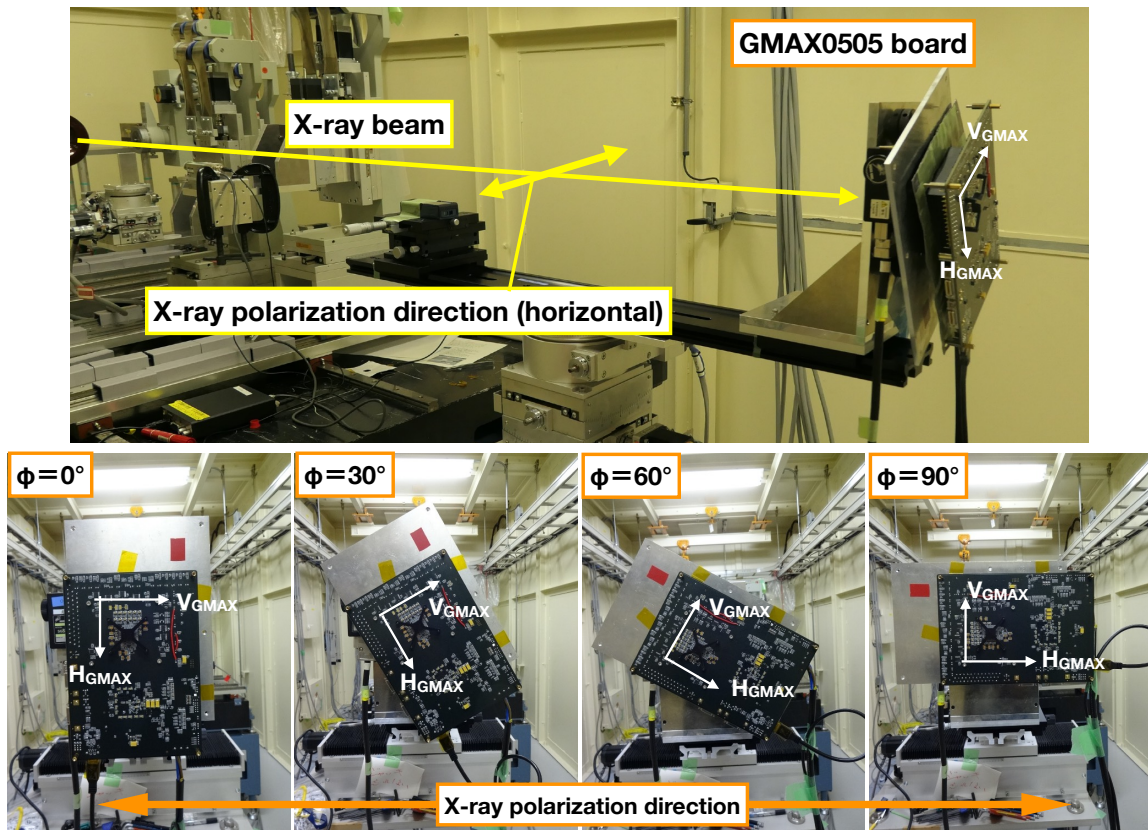 GMAX0505 board
X-ray beam
VGMAX
HGMAX
X-ray polarization direction (horizontal)
ϕ=0°
ϕ=30°
ϕ=60°
ϕ=90°
VGMAX
HGMAX
VGMAX
HGMAX
VGMAX
HGMAX
VGMAX
HGMAX
X-ray polarization direction